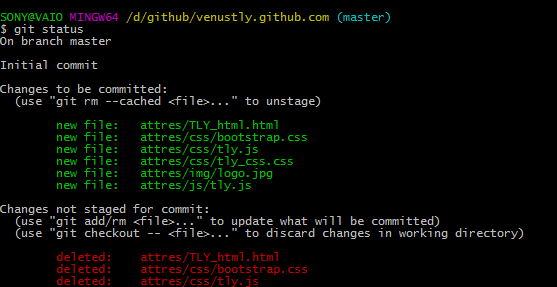 SONY@VAIO MINGW64 /d/github/venustly.github.com (master)
$ git status
On branch master
Initial commit
Changes to be committed:
  (use "git rm --cached <file>..." to unstage)
        new file:   attres/TLY_html.html
        new file:   attres/css/bootstrap.css
        new file:   attres/css/tly.js
        new file:   attres/css/tly_css.css
        new file:   attres/img/logo.jpg
        new file:   attres/js/tly.js
Changes not staged for commit:
  (use "git add/rm <file>..." to update what will be committed)
  (use "git checkout -- <file>..." to discard changes in working directory)
        deleted:    attres/TLY_html.html
        deleted:    attres/css/bootstrap.css
        deleted:    attres/css/tly.js